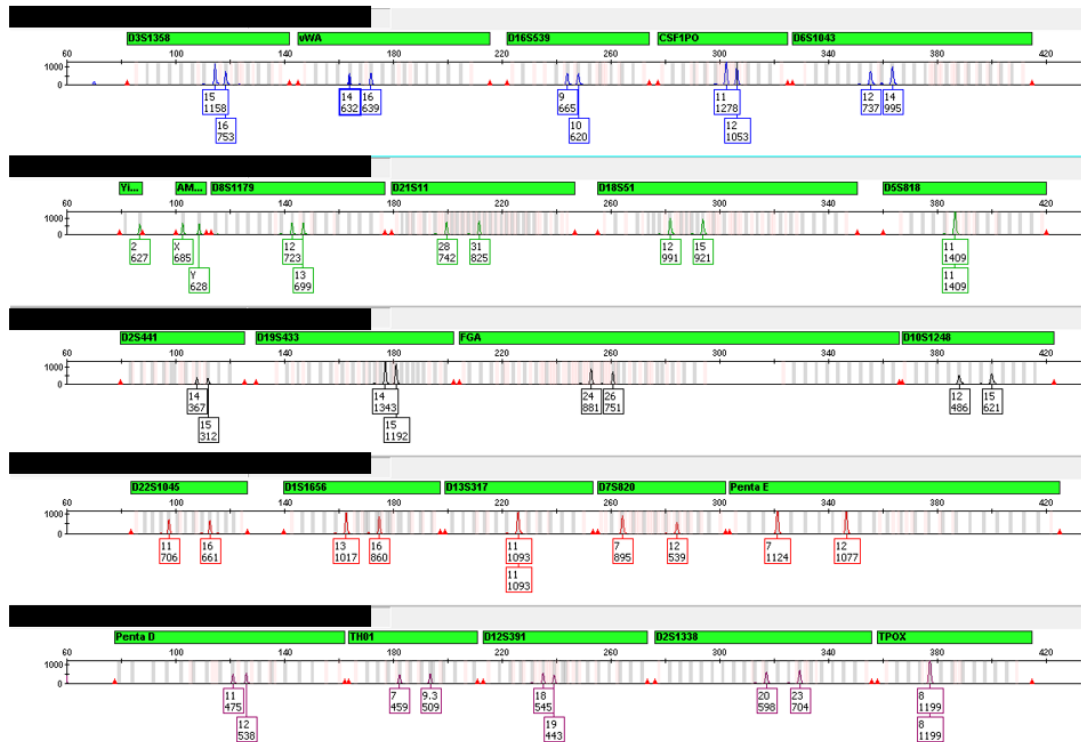 D3S1358 vWA D16S539 CSF1PO D6S1043
60 100 140 180 220 260 300 340 380 420
1000
0
15 14 16 9 11 12 14
1158 632 639 665 1278 737 995
16 10 12
753 620 1053
Yi... AM... D8S1179 D21S11 D18S51 D5S818
60 100 140 180 220 260 300 340 380 420
1000
0
2 X 12 28 31 12 15 11
627 685 723 742 825 991 921 1409
Y 13 11
628 699 1409
D2S441 D19S433 FGA D10S1248
60 100 140 180 220 260 300 340 380 420
1000
0
14 14 24 26 12 15
367 1343 881 751 486 621
15 15
312 1192
D22S1045 D1S1656 D13S317 D7S820 Penta E
60 100 140 180 220 260 300 340 380 420
1000
0
11 16 13 16 11 7 12 7 12
706 661 1017 860 1093 895 539 1124 1077
11
1093
Penta D TH01 D12S391 D2S1338 TPOX
60 100 140 180 220 260 300 340 380 420
1000
0
11 7 9.3 18 20 23 8
475 459 509 545 598 704 1199
12 19 8
538 443 1199